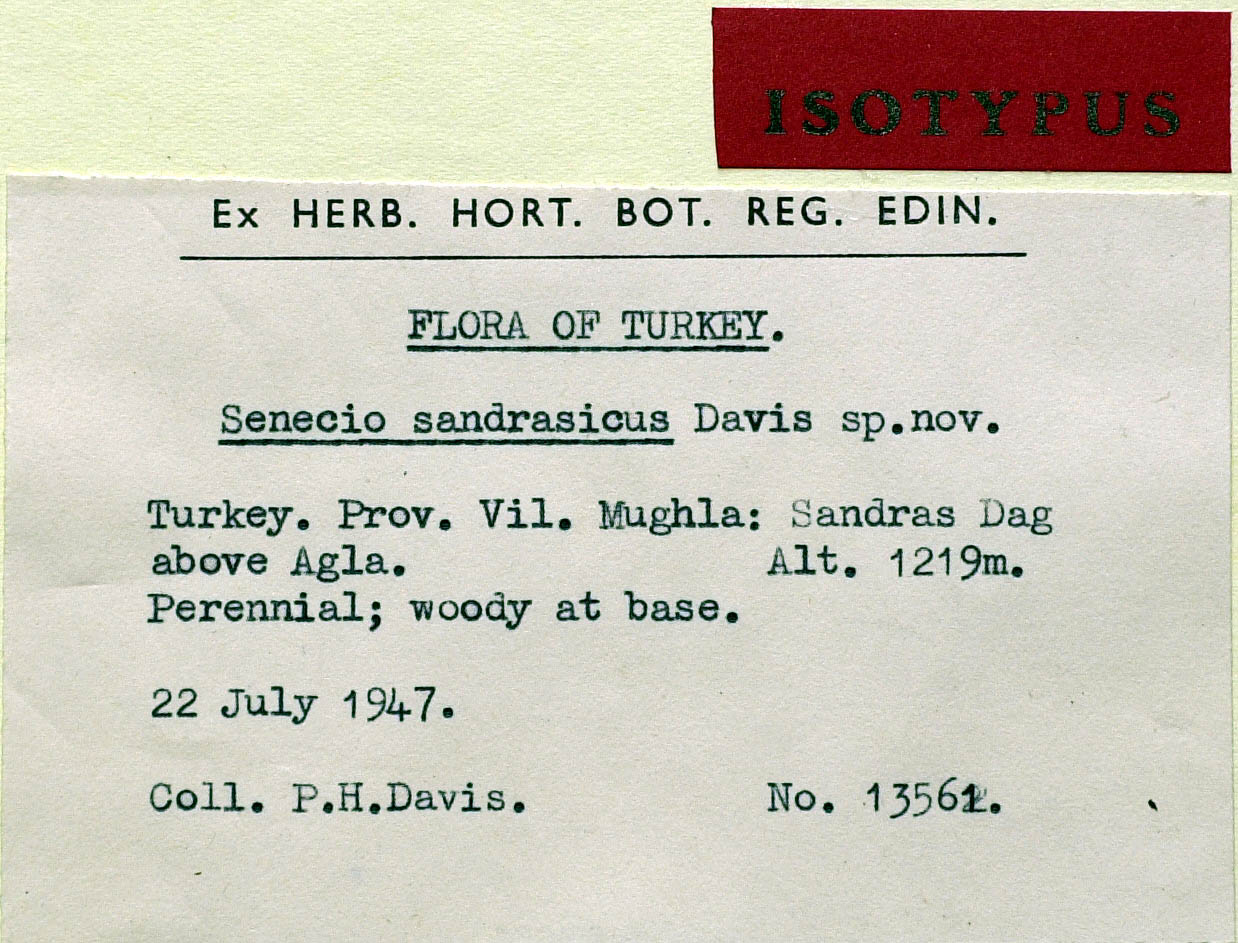 ISOTYPUS
Ex HERB. HORT. BOT. REG. EDIN.
FLORA OF TURKEY.
Senecio sandrasicus Davis sp.nov.
Turkey. Prov. Vil. Mughla: Sandras Dag
above Agla. Alt. 1219m.
Perennial; woody at base.
22 July 1947.
Coll. P.H.Davis. No.